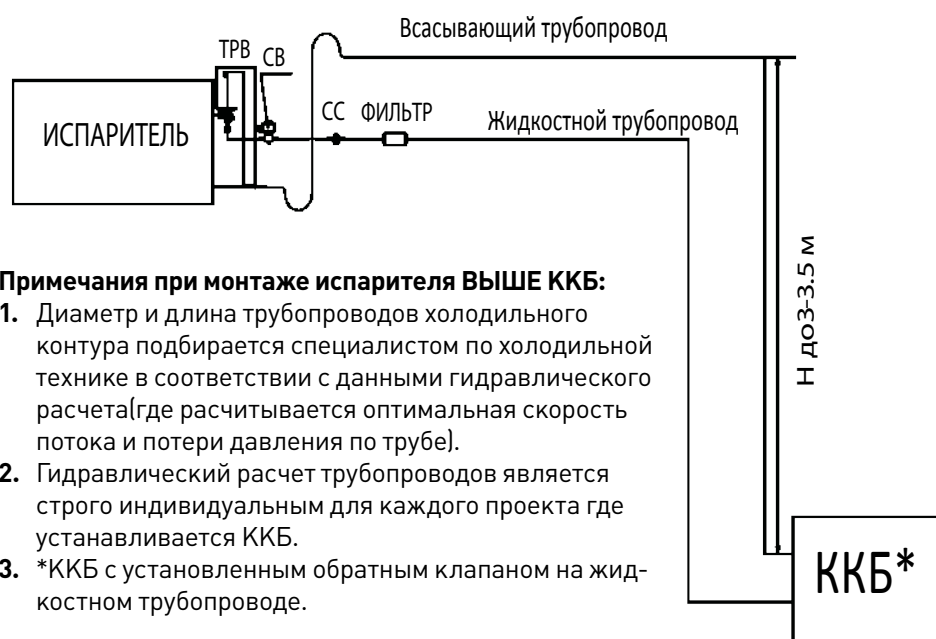 Всасывающий трубопровод
ТРВ
СВ
ИСПАРИТЕЛЬ
СС ФИЛЬТР
Жидкостной трубопровод
Н до3-3.5 м
Примечания при монтаже испарителя ВЫШЕ ККБ:
1. Диаметр и длина трубопроводов холодильного
контура подбирается специалистом по холодильной
технике в соответствии с данными гидравлического
расчета(где расчитывается оптимальная скорость
потока и потери давления по трубе).
2. Гидравлический расчет трубопроводов является
строго индивидуальным для каждого проекта где
устанавливается ККБ.
3. *ККБ с установленным обратным клапаном на жид-
костном трубопроводе.
ККБ*